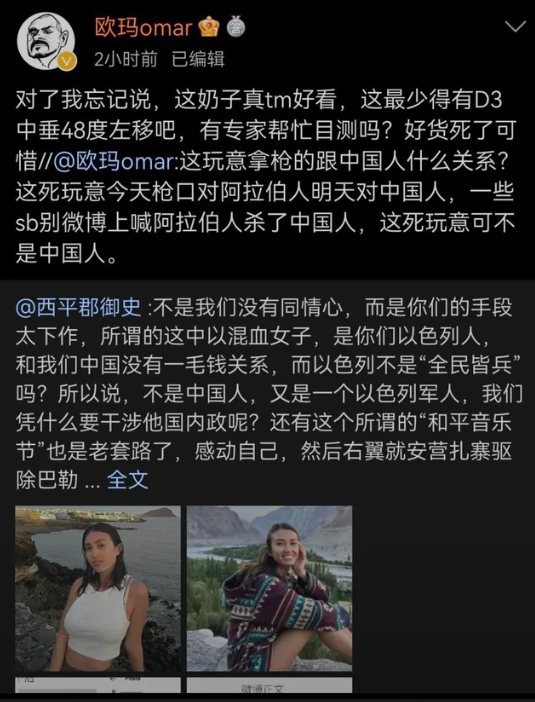 欧玛omar
2小时前 已编辑
对了我忘记说，这奶子真tm好看，这最少得有D3
中垂48度左移吧，有专家帮忙目测吗？好货死了可
惜//@欧玛omar:这玩意拿枪的跟中国人什么关系？
这死玩意今天枪口对阿拉伯人明天对中国人，一些
sb别微博上喊阿拉伯人杀了中国人，这死玩意可不
是中国人。
@西平郡御史 :不是我们没有同情心，而是你们的手段
太下作，所谓的这中以混血女子，是你们以色列人，
和我们中国没有一毛钱关系，而以色列不是“全民皆兵”
吗？所以说，不是中国人，又是一个以色列军人，我们
凭什么要干涉他国内政呢？还有这个所谓的“和平音乐
节”也是老套路了，感动自己，然后右翼就安营扎寨驱
除巴勒 ... 全文
微博正文